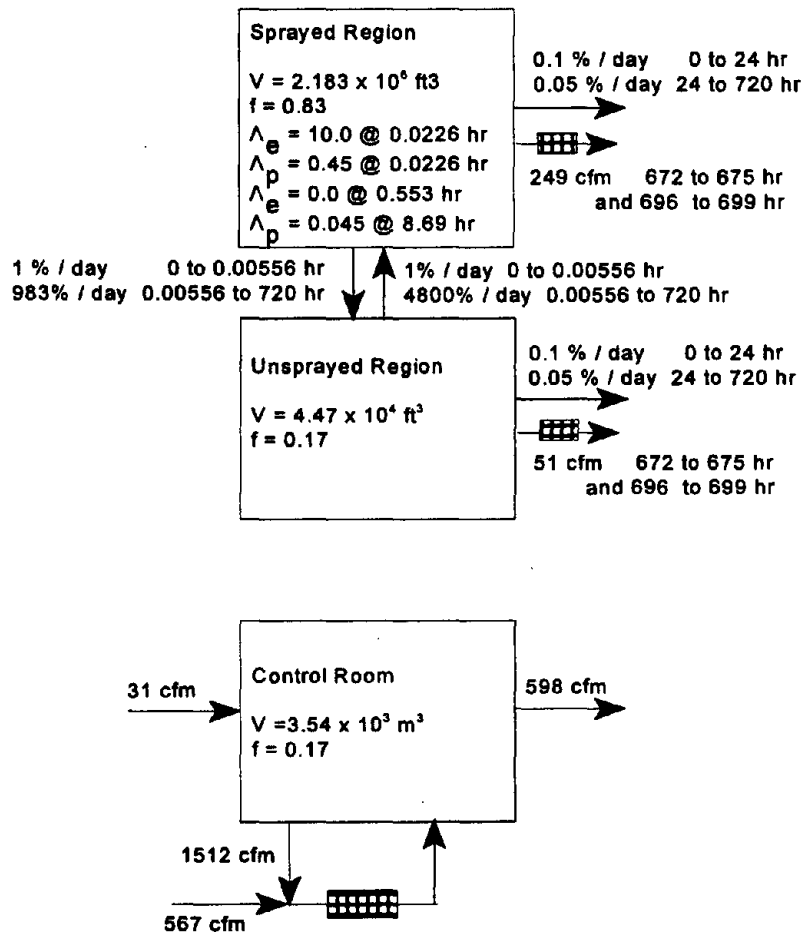 Sprayed Region
V = 2.183 x 10⁶ ft3
f = 0.83
Λe = 10.0 @ 0.0226 hr
Λp = 0.45 @ 0.0226 hr
Λe = 0.0 @ 0.553 hr
Λp = 0.045 @ 8.69 hr
0.1 % / day 0 to 24 hr
0.05 % / day 24 to 720 hr
249 cfm 672 to 675 hr
and 696 to 699 hr
1 % / day 0 to 0.00556 hr
983% / day 0.00556 to 720 hr
1% / day 0 to 0.00556 hr
4800% / day 0.00556 to 720 hr
Unsprayed Region
V = 4.47 x 10⁴ ft³
f = 0.17
0.1 % / day 0 to 24 hr
0.05 % / day 24 to 720 hr
51 cfm 672 to 675 hr
and 696 to 699 hr
Control Room
V =3.54 x 10³ m³
f = 0.17
31 cfm
598 cfm
1512 cfm
567 cfm